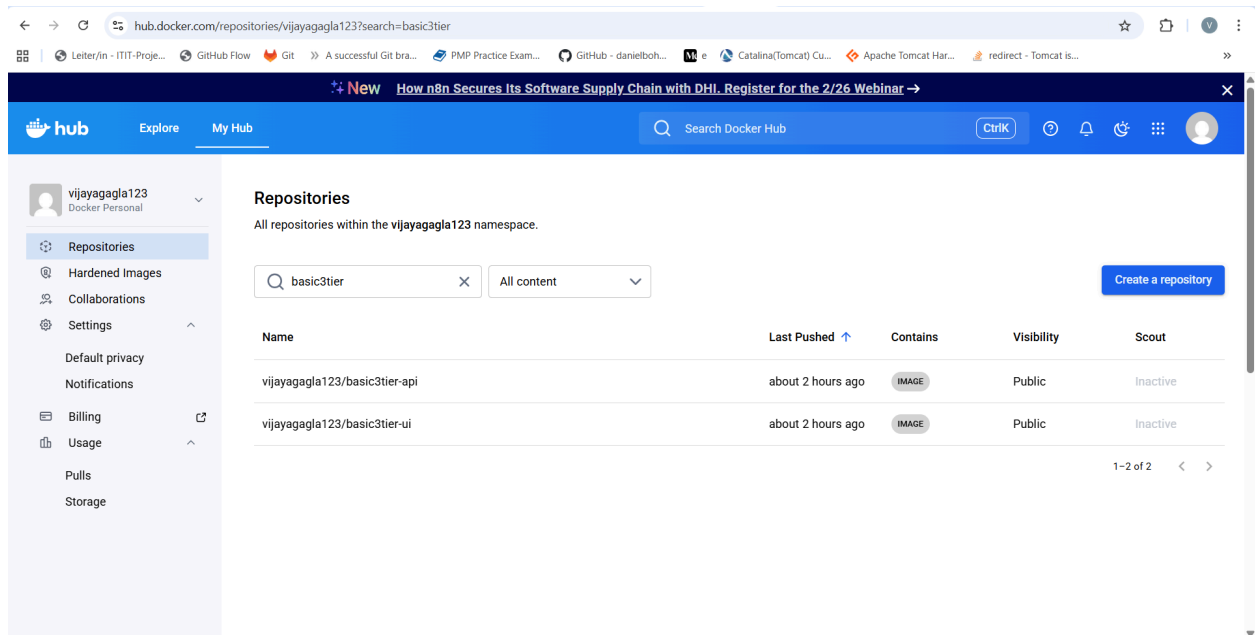 hub.docker.com/repositories/vijayagagla123?search=basic3tier
V
Leiter/in - ITIT-Proje... GitHub Flow Git A successful Git bra... PMP Practice Exam... GitHub - danielboh... e Catalina(Tomcat) Cu... Apache Tomcat Har... redirect - Tomcat is... »
New How n8n Secures Its Software Supply Chain with DHI. Register for the 2/26 Webinar →
hub Explore My Hub Search Docker Hub CtrlK
vijayagagla123
Docker Personal
Repositories
Hardened Images
Collaborations
Settings
Default privacy
Notifications
Billing
Usage
Pulls
Storage
Repositories
All repositories within the vijayagagla123 namespace.
basic3tier All content Create a repository
Name Last Pushed ↑ Contains Visibility Scout
vijayagagla123/basic3tier-api about 2 hours ago IMAGE Public Inactive
vijayagagla123/basic3tier-ui about 2 hours ago IMAGE Public Inactive
1–2 of 2